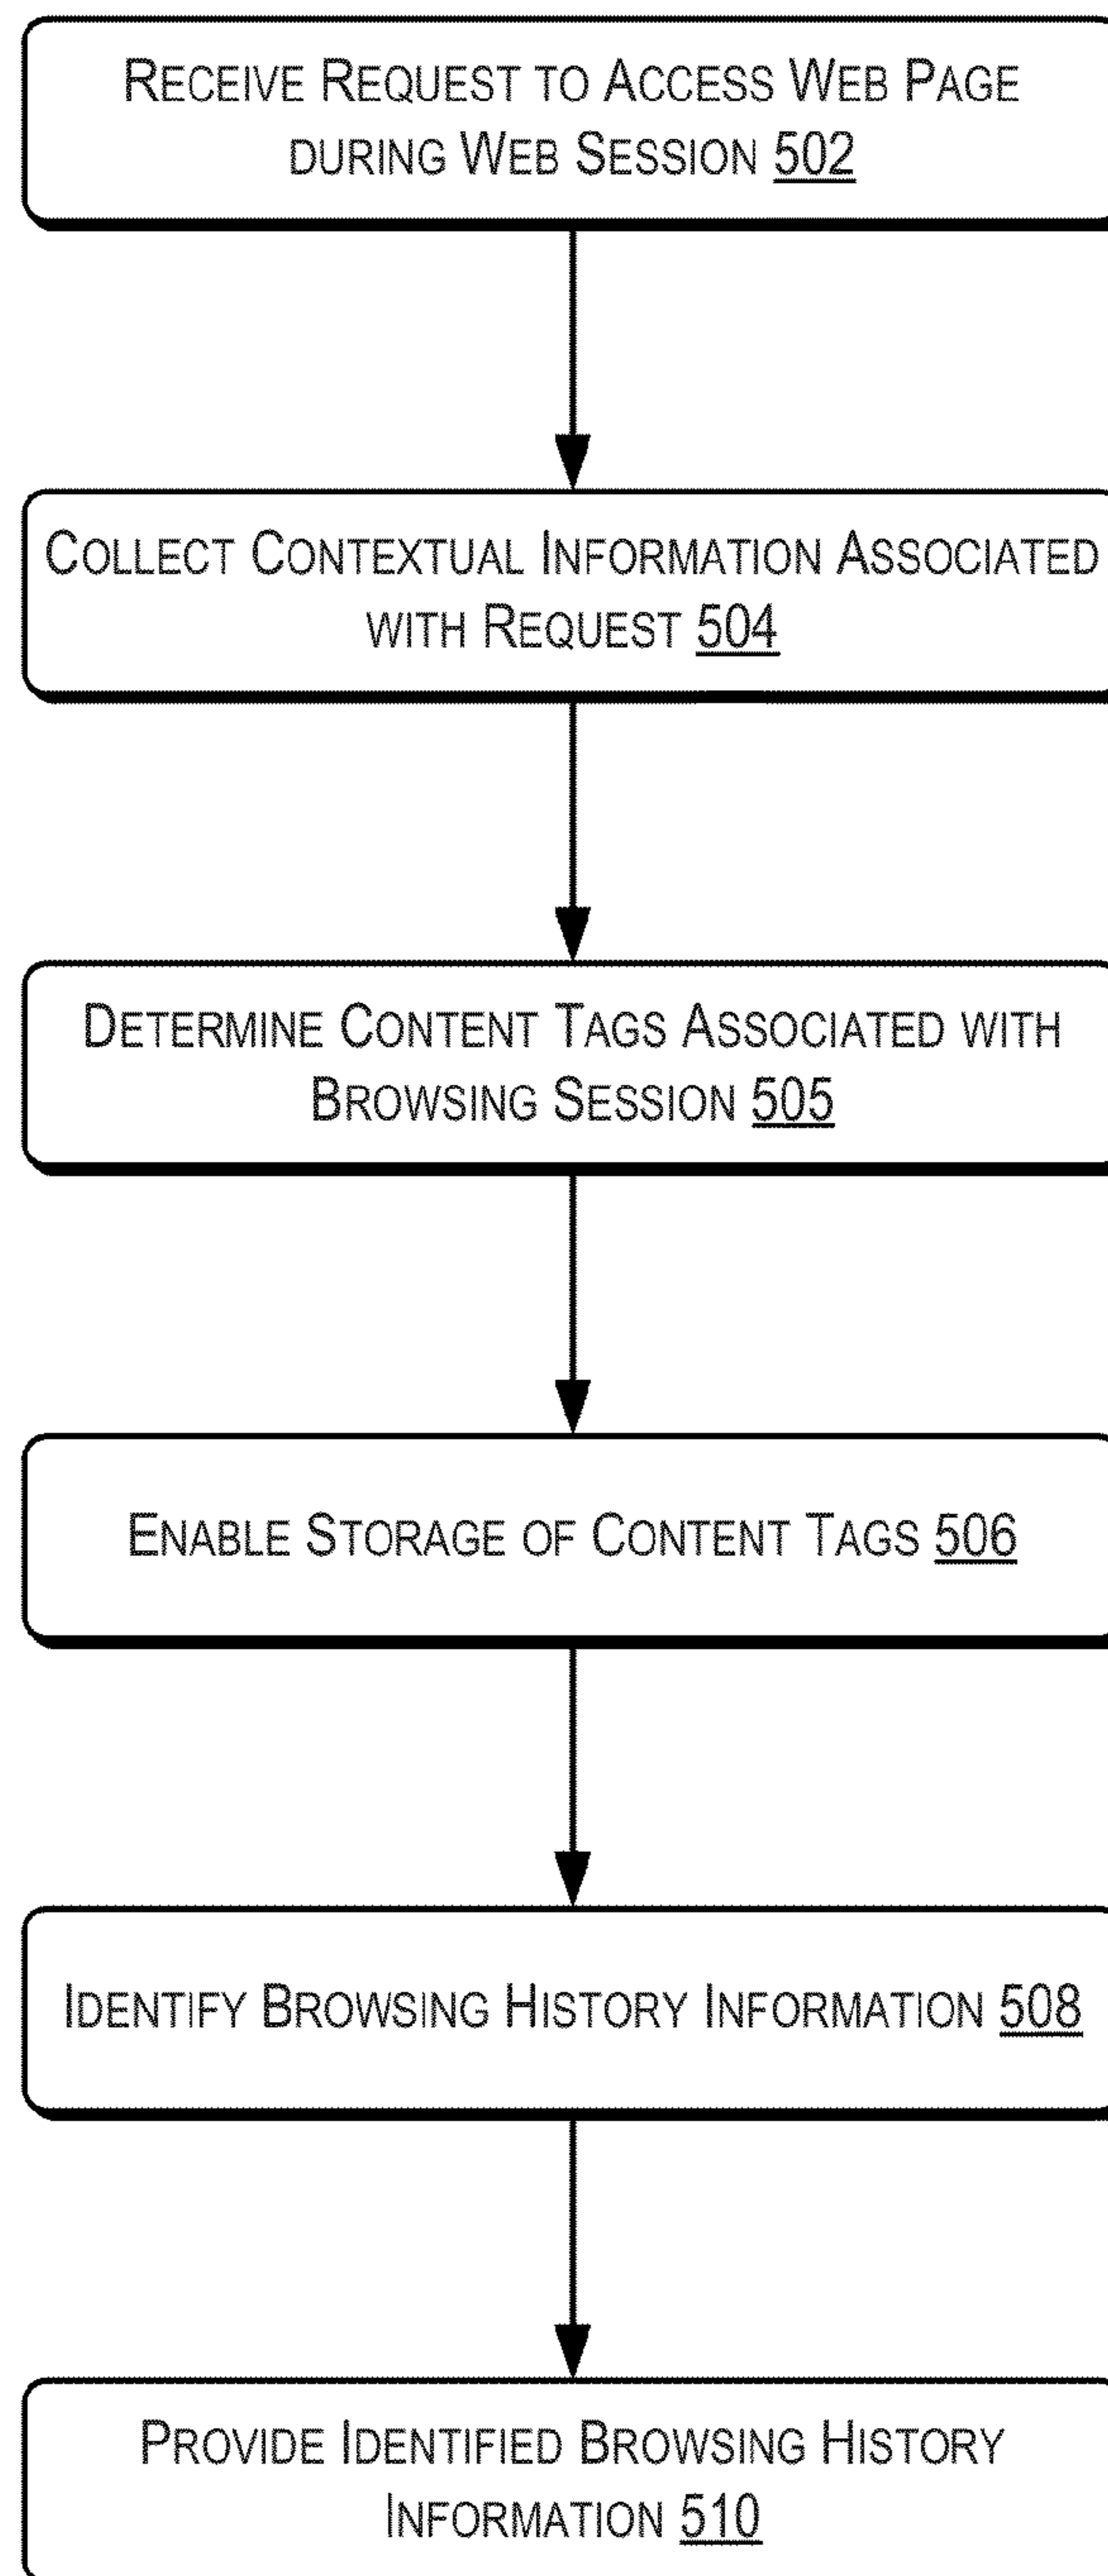 RECEIVE REQUEST TO ACCESS WEB PAGE
DURING WEB SESSION 502
COLLECT CONTEXTUAL INFORMATION ASSOCIATED
WITH REQUEST 504
DETERMINE CONTENT TAGS ASSOCIATED WITH
BROWSING SESSION 505
ENABLE STORAGE OF CONTENT TAGS 506
IDENTIFY BROWSING HISTORY INFORMATION 508
PROVIDE IDENTIFIED BROWSING HISTORY
INFORMATION 510